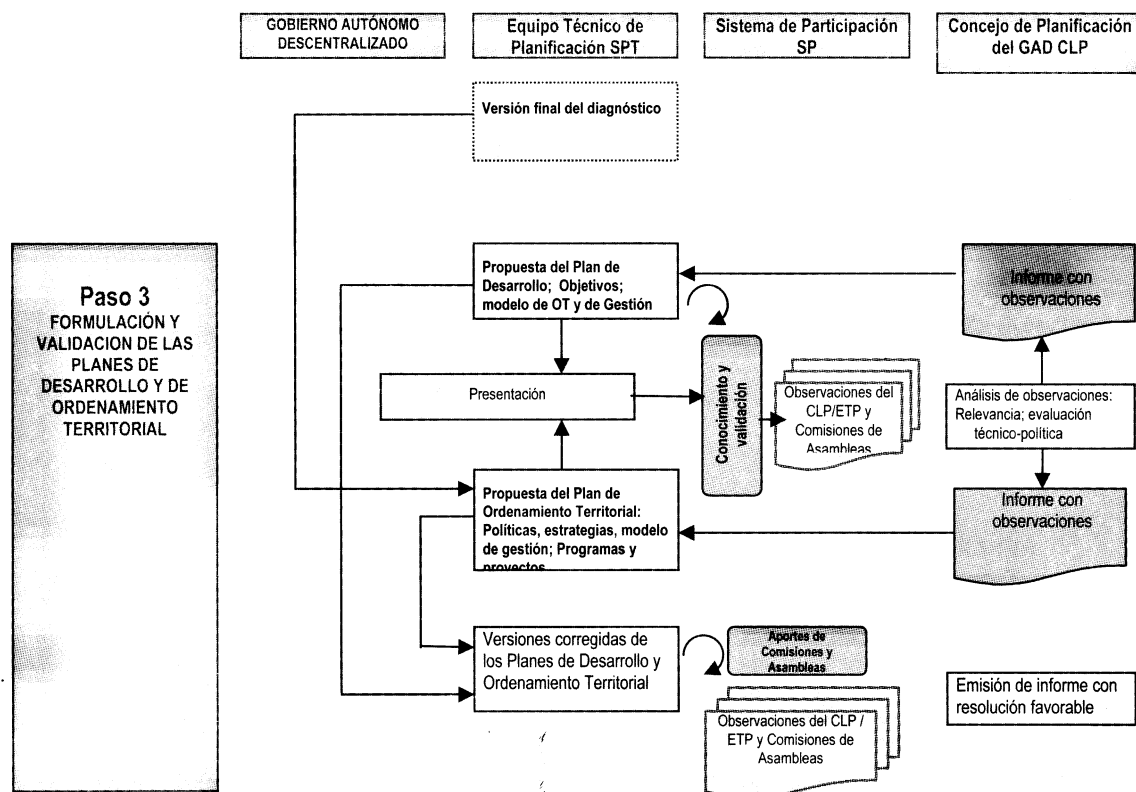 GOBIERNO AUTÓNOMO
DESCENTRALIZADO
Equipo Técnico de
Planificación SPT
Sistema de Participación
SP
Concejo de Planificación
del GAD CLP
Versión final del diagnóstico
Paso 3
FORMULACIÓN Y
VALIDACION DE LAS
PLANES DE
DESARROLLO Y DE
ORDENAMIENTO
TERRITORIAL
Propuesta del Plan de
Desarrollo; Objetivos;
modelo de OT y de Gestión
Informe con
observaciones
Presentación
Conocimiento y
validación
Observaciones del
CLP/ETP y
Comisiones de
Asambleas
Análisis de observaciones:
Relevancia; evaluación
técnico-política
Propuesta del Plan de
Ordenamiento Territorial:
Políticas, estrategias, modelo
de gestión; Programas y
proyectos
Informe con
observaciones
Versiones corregidas de
los Planes de Desarrollo y
Ordenamiento Territorial
Aportes de
Comisiones y
Asambleas
Observaciones del CLP /
ETP y Comisiones de
Asambleas
Emisión de informe con
resolución favorable